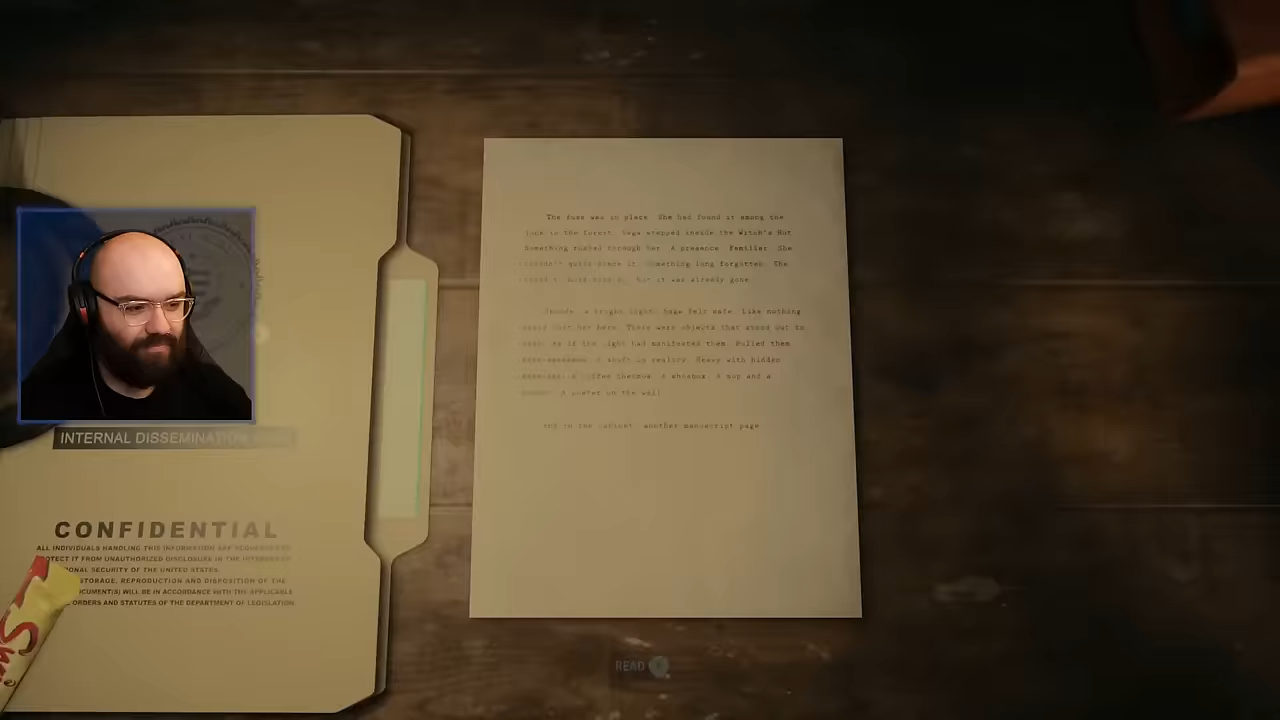 INTERNAL DISSEMINATION
CONFIDENTIAL
ALL INDIVIDUALS HANDLING THIS INFORMATION ARE REQUIRED TO
PROTECT IT FROM UNAUTHORIZED DISCLOSURE IN THE INTEREST OF
IONAL SECURITY OF THE UNITED STATES.
STORAGE, REPRODUCTION AND DISPOSITION OF THE
OCUMENT(S) WILL BE IN ACCORDANCE WITH THE APPLICABLE
ORDERS AND STATUTES OF THE DEPARTMENT OF LEGISLATION.
The fuse was in place. She had found it among the
junk in the forest. Saga stepped inside the Witch's Hut
Something rushed through her. A presence. Familiar. She
couldn't quite place it. Something long forgotten. She
but it was already gone.
Inside, a bright light. Saga felt safe. Like nothing
could hurt her here. There were objects that stood out to
her. As if the light had manifested them. Pulled them
A shift in reality. Heavy with hidden
A coffee thermos. A shoebox. A mop and a
A poster on the wall.
And in the cabinet, another manuscript page.
READ